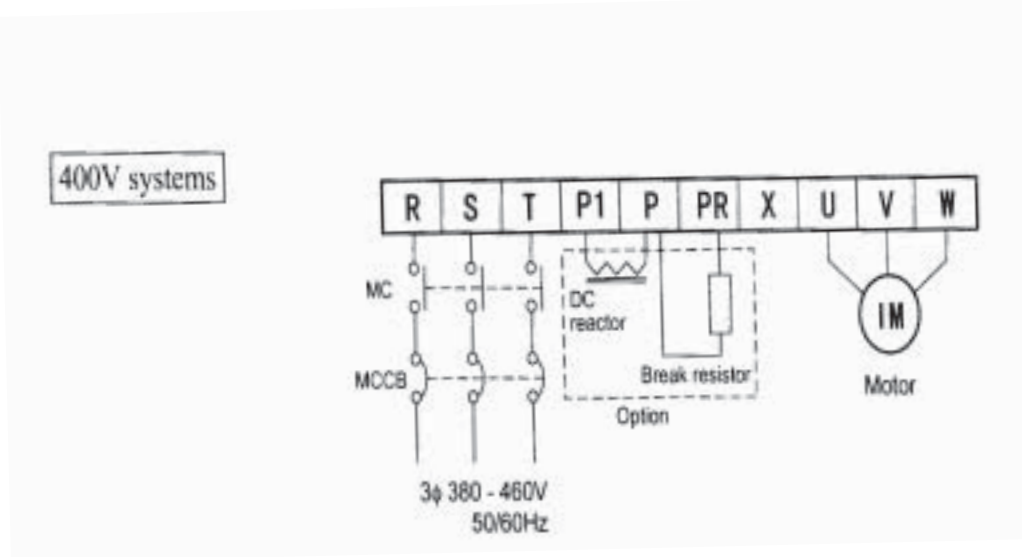 400V systems
R S T P1 P PR X U V W
MC
DC
reactor
IM
MCCB
Break resistor
Motor
Option
3ϕ 380 - 460V
50/60Hz